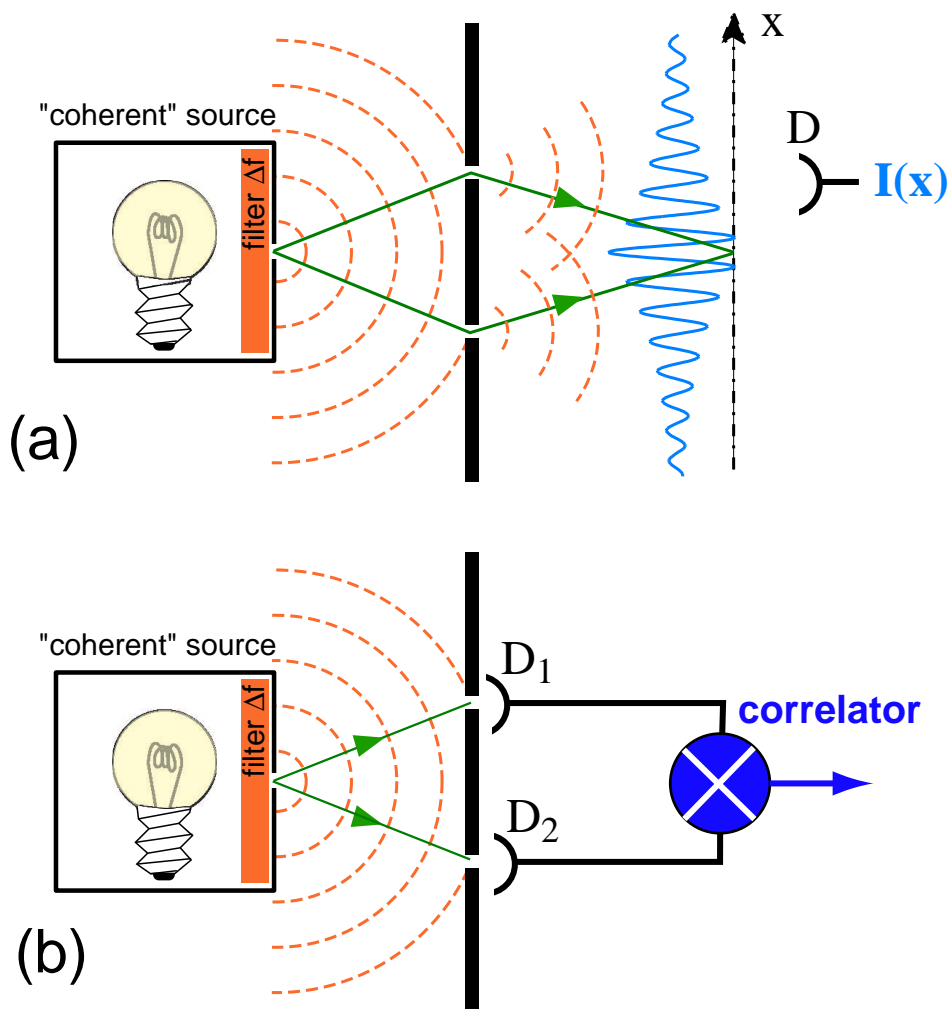 x
"coherent" source
D
filter Δf
I(x)
(a)
"coherent" source
D1
filter Δf
correlator
D2
(b)